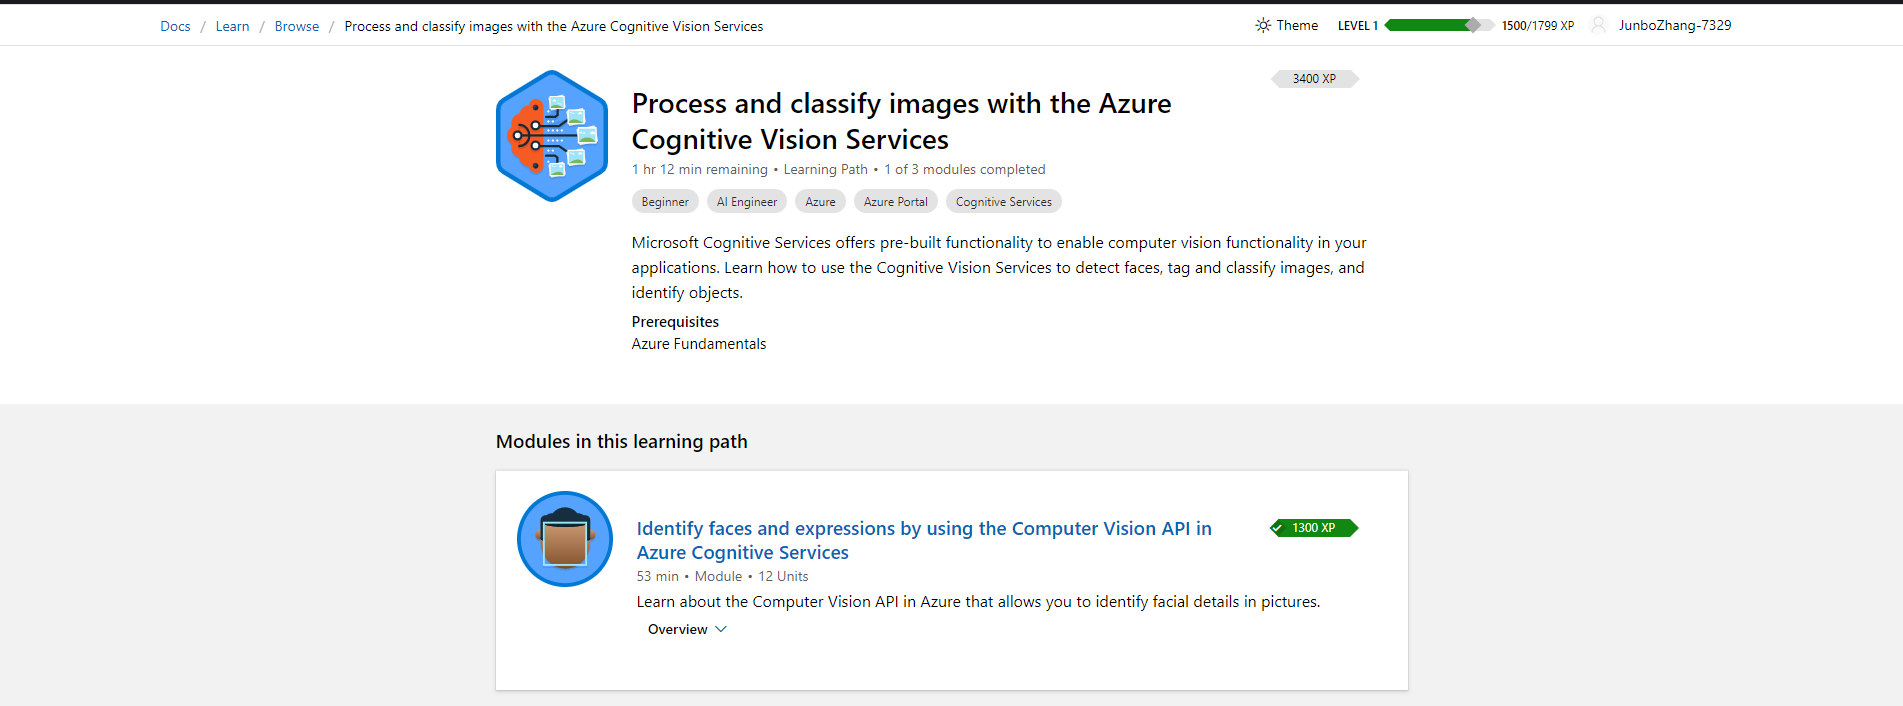 Docs / Learn / Browse / Process and classify images with the Azure Cognitive Vision Services
Theme LEVEL 1 1500/1799 XP JunboZhang-7329
3400 XP
Process and classify images with the Azure
Cognitive Vision Services
1 hr 12 min remaining • Learning Path • 1 of 3 modules completed
Beginner AI Engineer Azure Azure Portal Cognitive Services
Microsoft Cognitive Services offers pre-built functionality to enable computer vision functionality in your
applications. Learn how to use the Cognitive Vision Services to detect faces, tag and classify images, and
identify objects.
Prerequisites
Azure Fundamentals
Modules in this learning path
Identify faces and expressions by using the Computer Vision API in
Azure Cognitive Services
1300 XP
53 min • Module • 12 Units
Learn about the Computer Vision API in Azure that allows you to identify facial details in pictures.
Overview